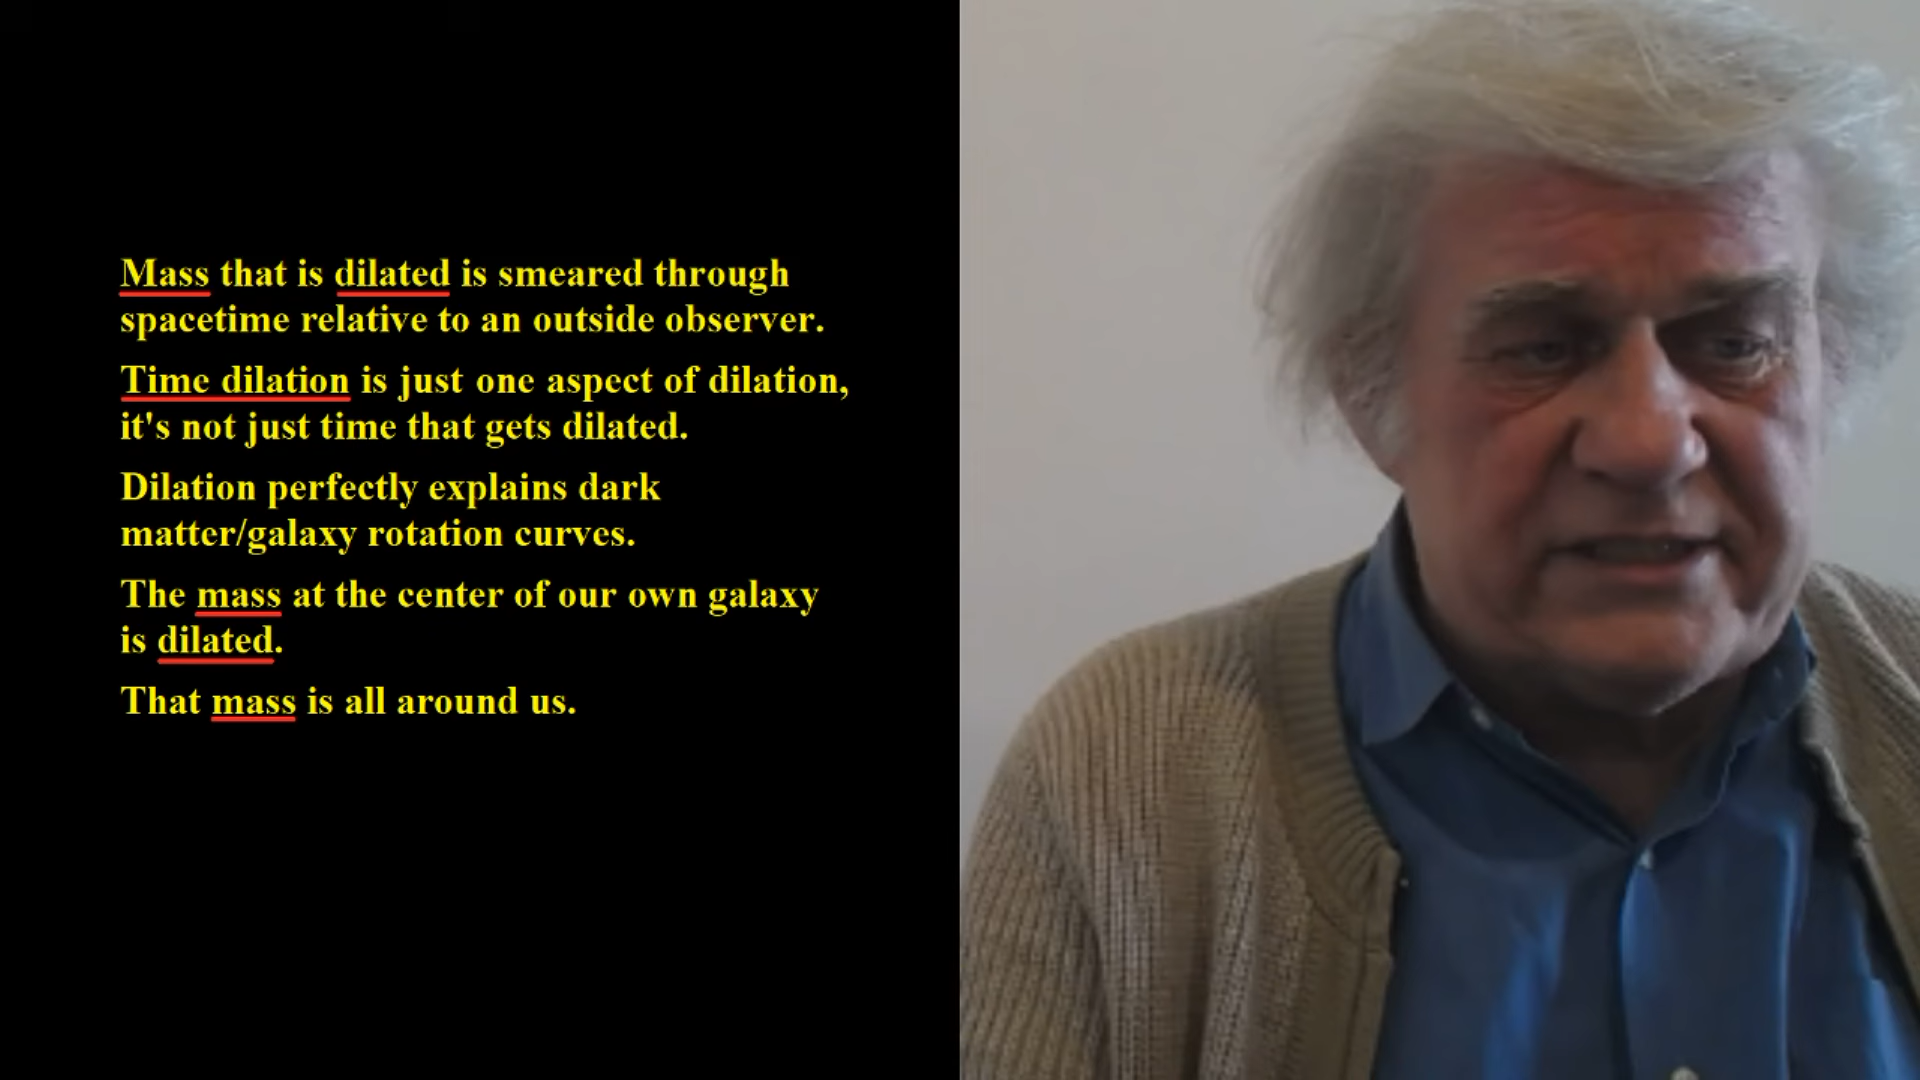 Mass that is dilated is smeared through
spacetime relative to an outside observer.
Time dilation is just one aspect of dilation,
it's not just time that gets dilated.
Dilation perfectly explains dark
matter/galaxy rotation curves.
The mass at the center of our own galaxy
is dilated.
That mass is all around us.